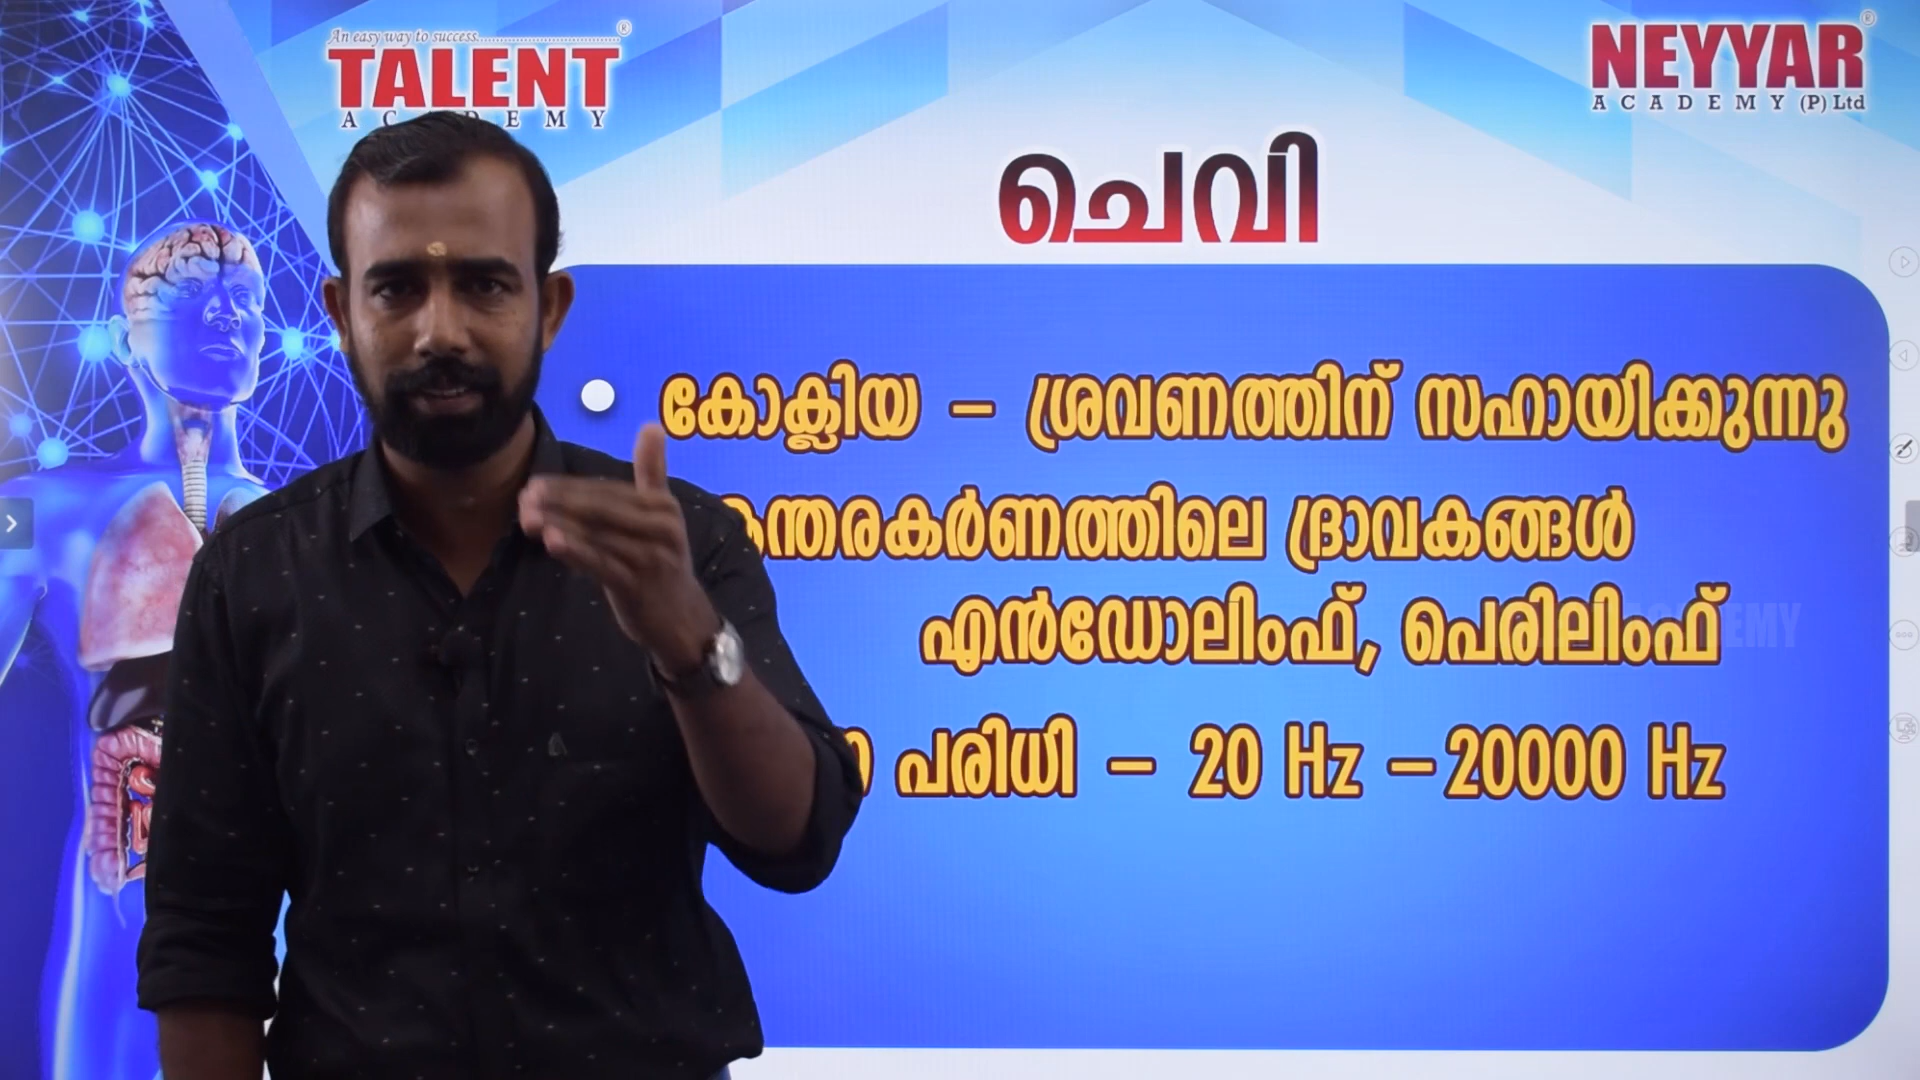 An easy way to success
TALENT
ACADEMY
NEYYAR
ACADEMY (P) Ltd
ചെവി
കോക്ലിയ – ശ്രവണത്തിന് സഹായിക്കുന്നു
ദ്രാവകങ്ങൾ
എൻഡോലിംഫ്, പെരിലിംഫ്
പരിധി – 20 Hz – 20000 Hz
ACADEMY